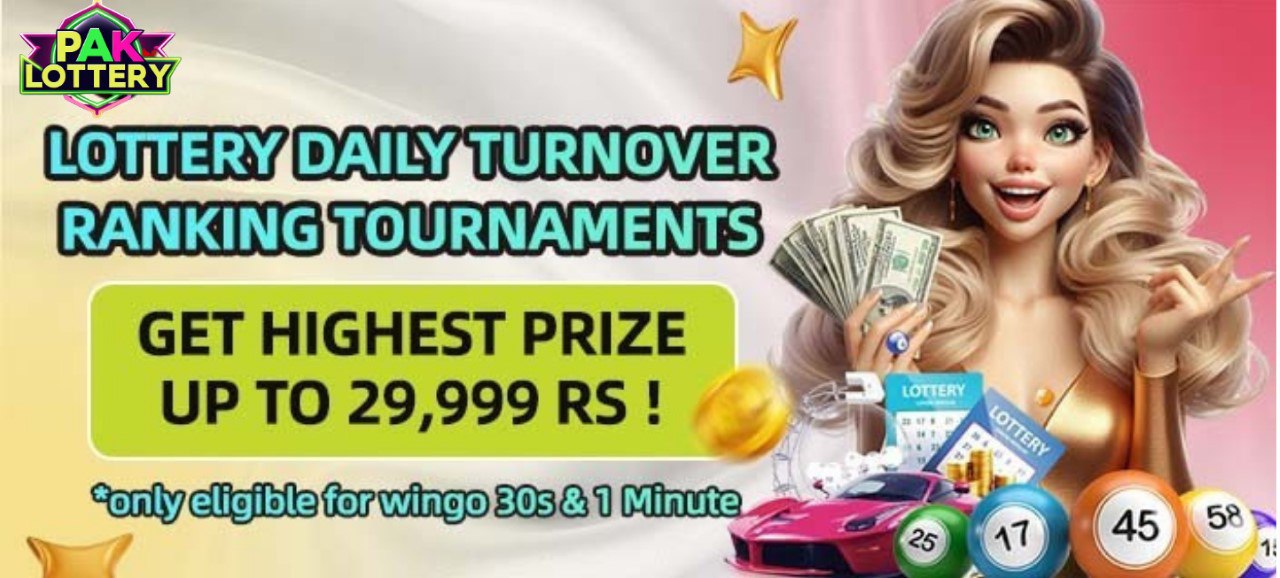 PAK
LOTTERY
LOTTERY DAILY TURNOVER
RANKING TOURNAMENTS
GET HIGHEST PRIZE
UP TO 29,999 RS !
*only eligible for wingo 30s & 1 Minute
LOTTERY
LOTTERY
25
17
45
58